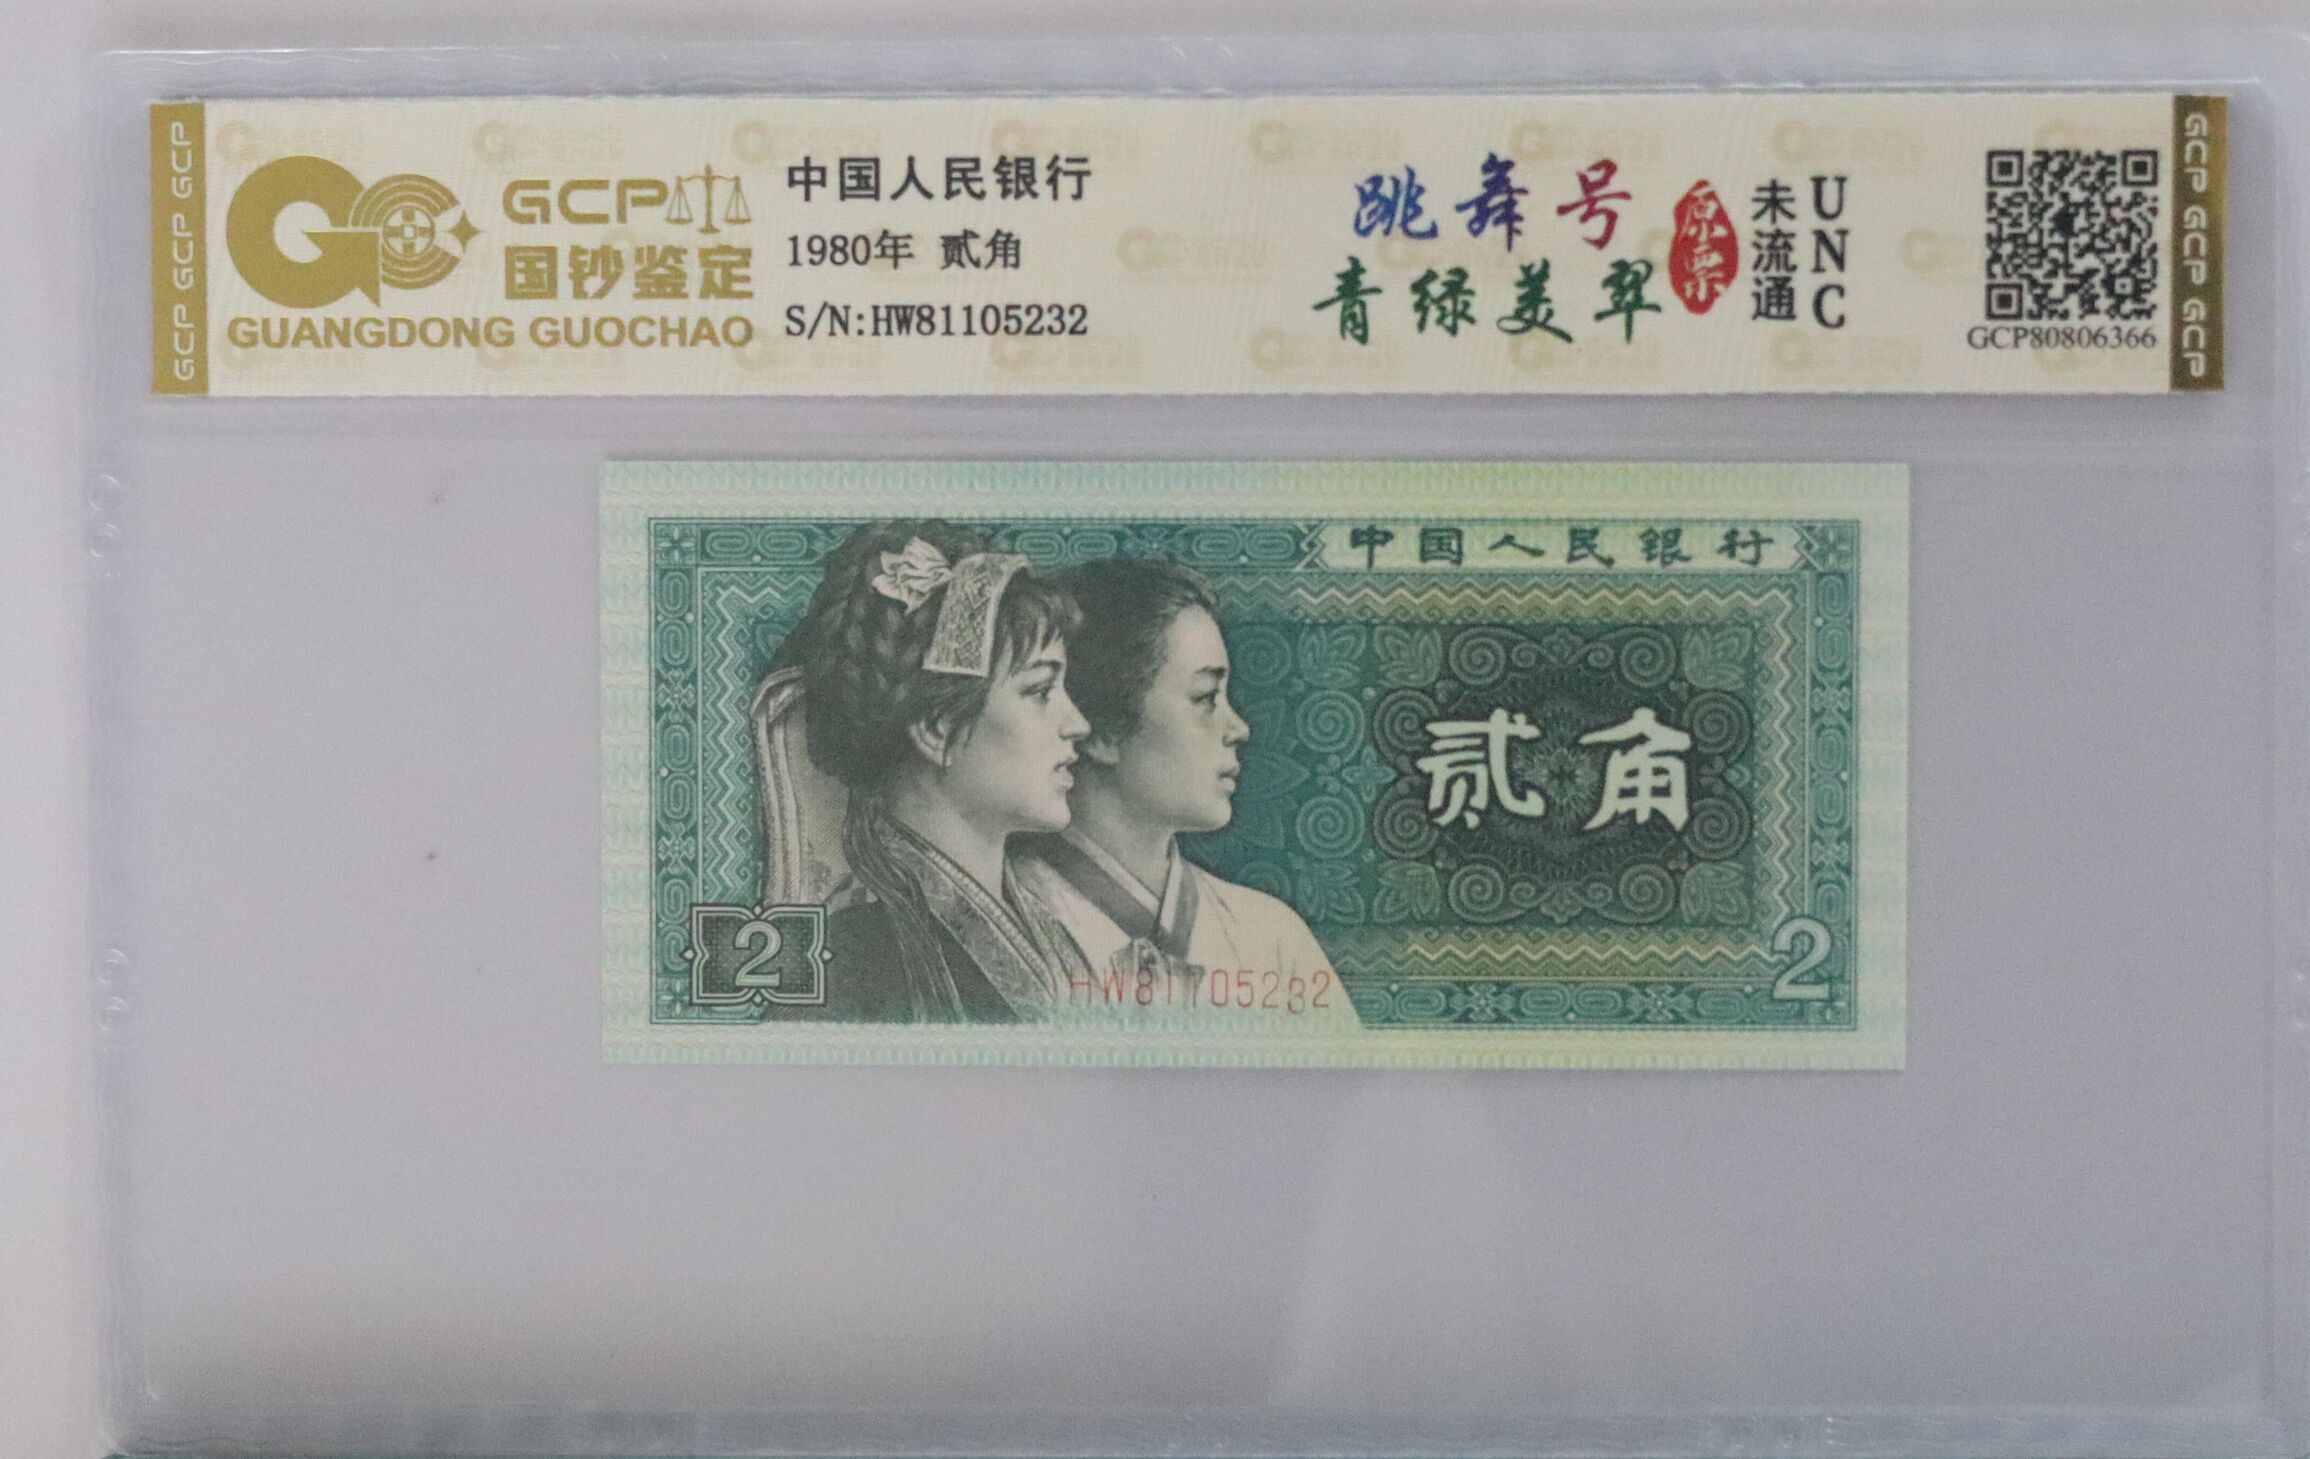 GCP GCP GCP
GCP
国钞鉴定
GUANGDONG GUOCHAO
中国人民银行
1980年 贰角
S/N:HW81105232
跳舞号
青绿美翠
原票
未流通
UNC
GCP80806366
GCP GCP GCP
中国人民银行
贰角
2
HW81105232
2